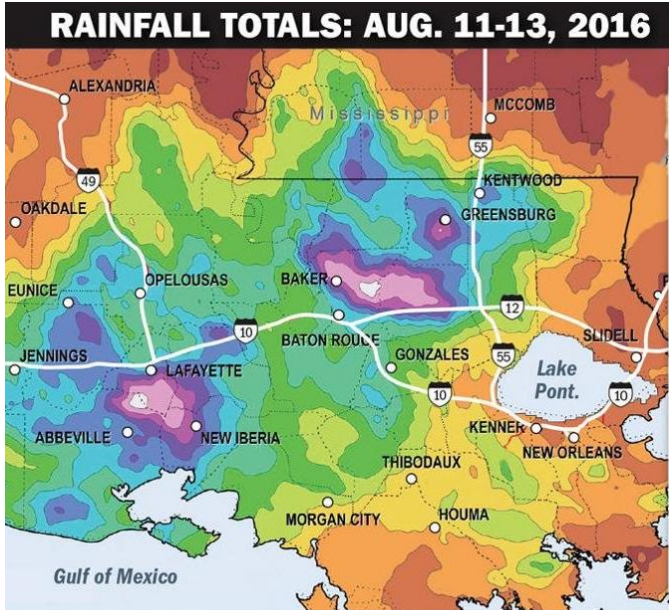 RAINFALL TOTALS: AUG. 11-13, 2016
ALEXANDRIA
Mississippi
MCCOMB
55
49
KENTWOOD
OAKDALE
GREENSBURG
EUNICE
OPELOUSAS
BAKER
12
10
BATON ROUGE
SLIDELL
JENNINGS
LAFAYETTE
GONZALES
55
Lake
Pont.
10
10
ABBEVILLE
NEW IBERIA
KENNER
NEW ORLEANS
THIBODAUX
MORGAN CITY
HOUMA
Gulf of Mexico